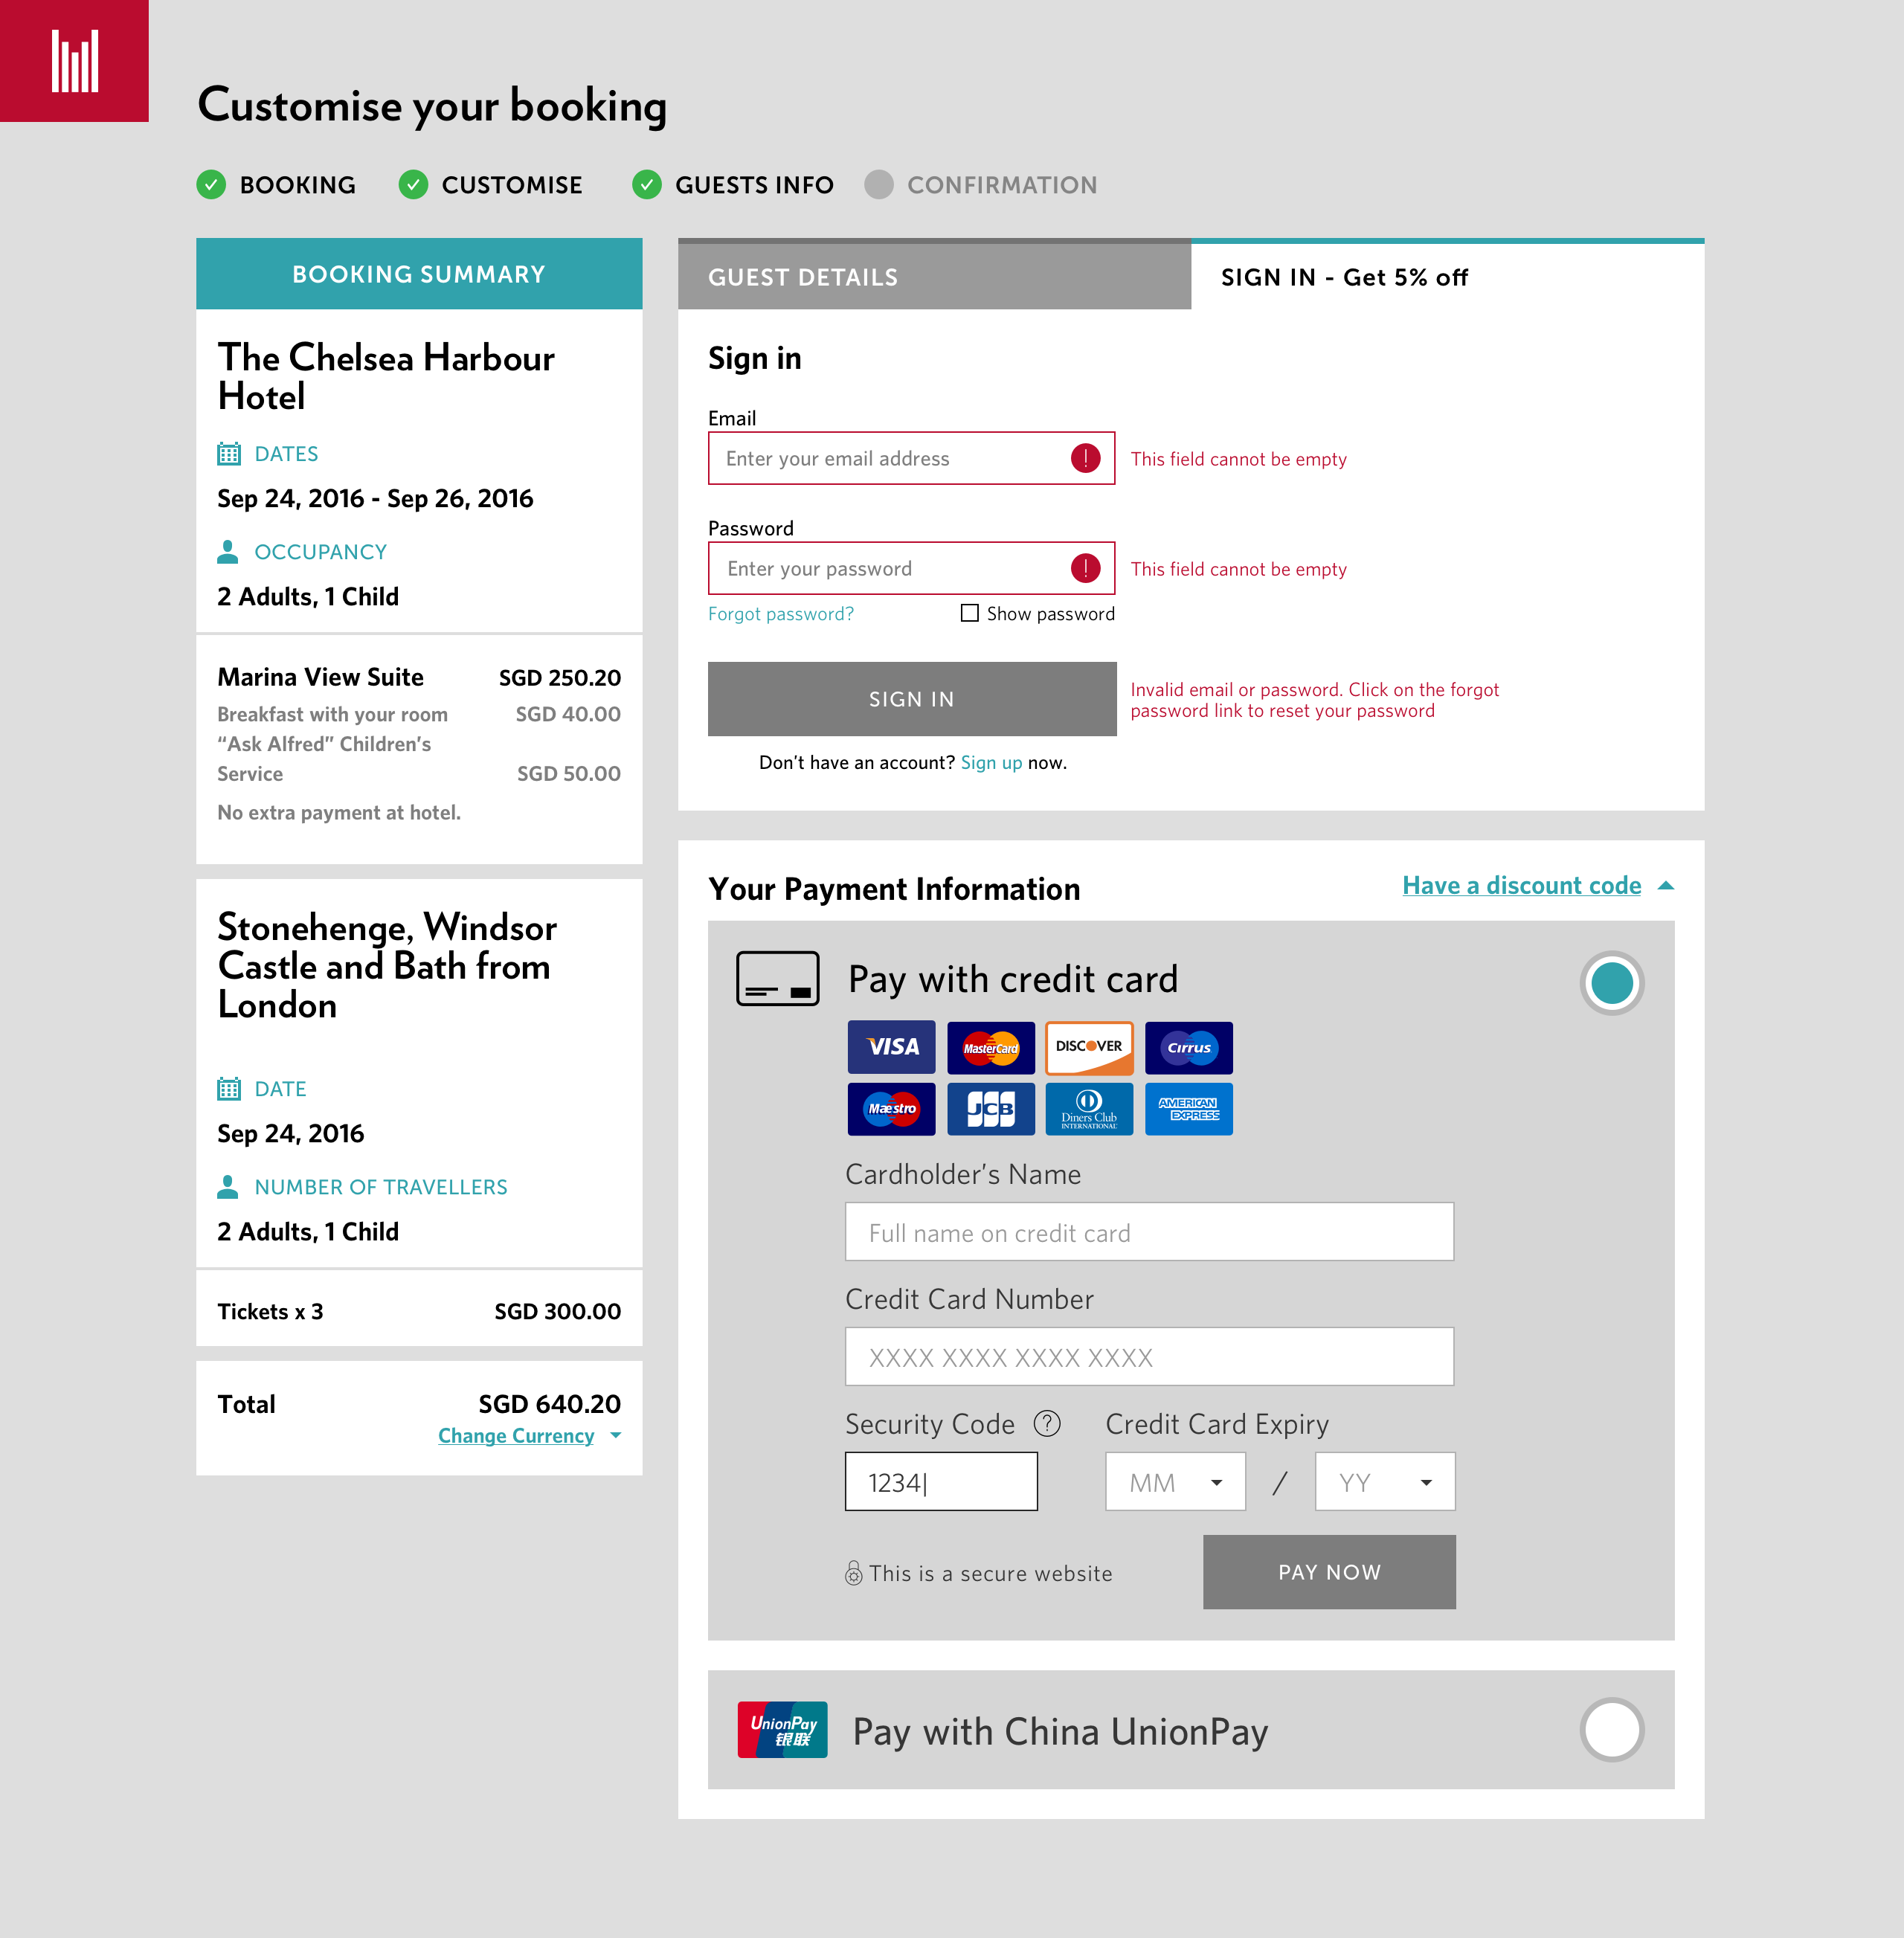 Customise your booking
BOOKING
CUSTOMISE
GUESTS INFO
CONFIRMATION
BOOKING SUMMARY
The Chelsea Harbour
Hotel
DATES
Sep 24, 2016 - Sep 26, 2016
OCCUPANCY
2 Adults, 1 Child
Marina View Suite SGD 250.20
Breakfast with your room SGD 40.00
“Ask Alfred” Children’s
Service SGD 50.00
No extra payment at hotel.
Stonehenge, Windsor
Castle and Bath from
London
DATE
Sep 24, 2016
NUMBER OF TRAVELLERS
2 Adults, 1 Child
Tickets x 3 SGD 300.00
Total SGD 640.20
Change Currency
GUEST DETAILS
SIGN IN - Get 5% off
Sign in
Email
Enter your email address ! This field cannot be empty
Password
Enter your password ! This field cannot be empty
Forgot password? Show password
SIGN IN
Invalid email or password. Click on the forgot
password link to reset your password
Don’t have an account? Sign up now.
Your Payment Information Have a discount code
Pay with credit card
VISA MasterCard DISCOVER Cirrus
Maestro JCB Diners Club INTERNATIONAL AMERICAN EXPRESS
Cardholder’s Name
Full name on credit card
Credit Card Number
XXXX XXXX XXXX XXXX
Security Code ? Credit Card Expiry
1234| MM / YY
This is a secure website PAY NOW
UnionPay
银联
Pay with China UnionPay